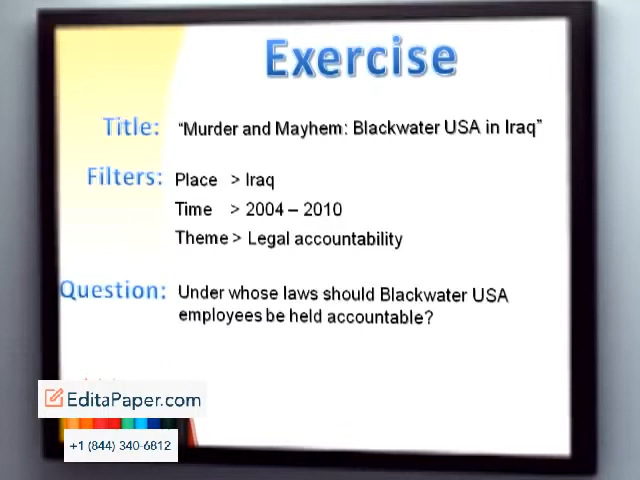 Exercise
Title: “Murder and Mayhem: Blackwater USA in Iraq”
Filters: Place > Iraq
Time > 2004 – 2010
Theme > Legal accountability
Question: Under whose laws should Blackwater USA
employees be held accountable?
EditaPaper.com
+1 (844) 340-6812